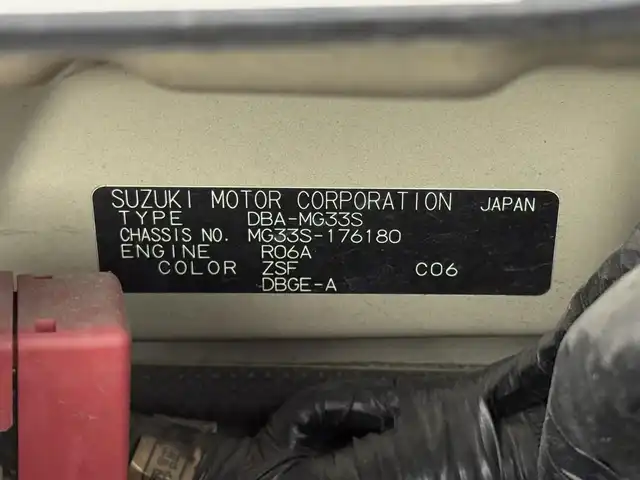 SUZUKI MOTOR CORPORATION JAPAN
TYPE DBA-MG33S
CHASSIS NO. MG33S-176180
ENGINE R06A
COLOR ZSF C06
DBGE-A